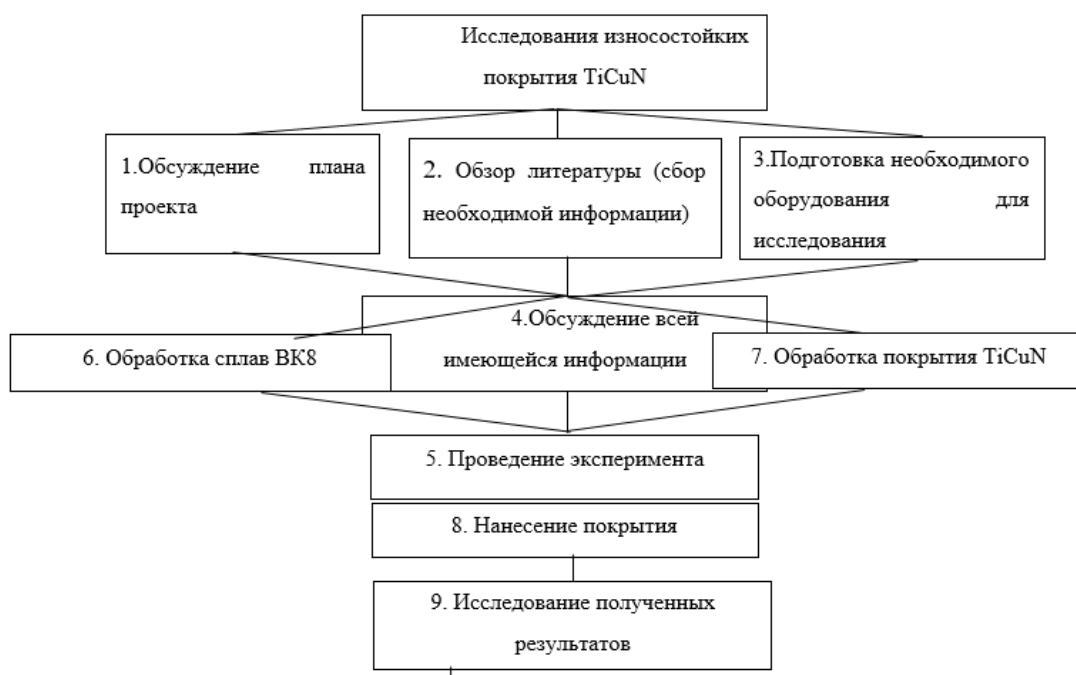 Исследования износостойких
покрытия TiCuN
1.Обсуждение плана
проекта
2. Обзор литературы (сбор
необходимой информации)
3.Подготовка необходимого
оборудования для
исследования
4.Обсуждение всей
имеющейся информации
6. Обработка сплав ВК8
7. Обработка покрытия TiCuN
5. Проведение эксперимента
8. Нанесение покрытия
9. Исследование полученных
результатов